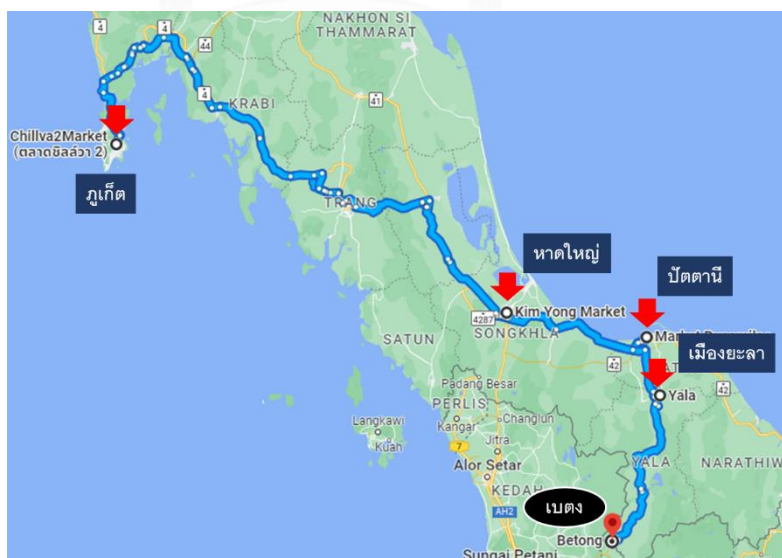 NAKHON SI
THAMMARAT
4
4
44
4
41
KRABI
Chillva2Market
(ตลาดชิลล์วา 2)
ภูเก็ต
TRANG
หาดใหญ่
ปัตตานี
Kim Yong Market
4287
SONGKHLA
เมืองยะลา
SATUN
42
Yala
42
Padang Besar
PERLIS
Kangar
Changlun
Langkawi
Kuah
7
Jitra
YALA
NARATHIW
Alor Setar
KEDAH
เบตง
AH2
Betong
Sungai Petani